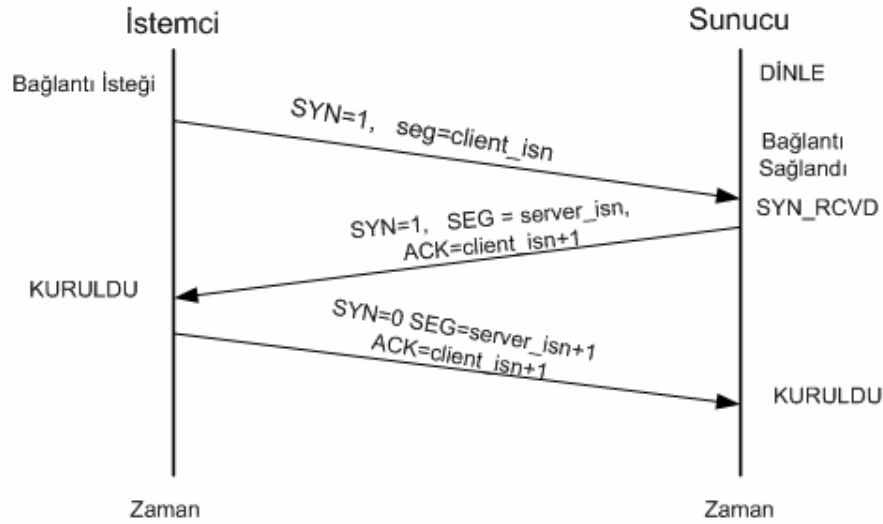 İstemci
Sunucu
Bağlantı İsteği
DİNLE
SYN=1, seg=client_isn
Bağlantı
Sağlandı
SYN_RCVD
SYN=1, SEG = server_isn,
ACK=client_isn+1
KURULDU
SYN=0 SEG=server_isn+1
ACK=client_isn+1
KURULDU
Zaman
Zaman